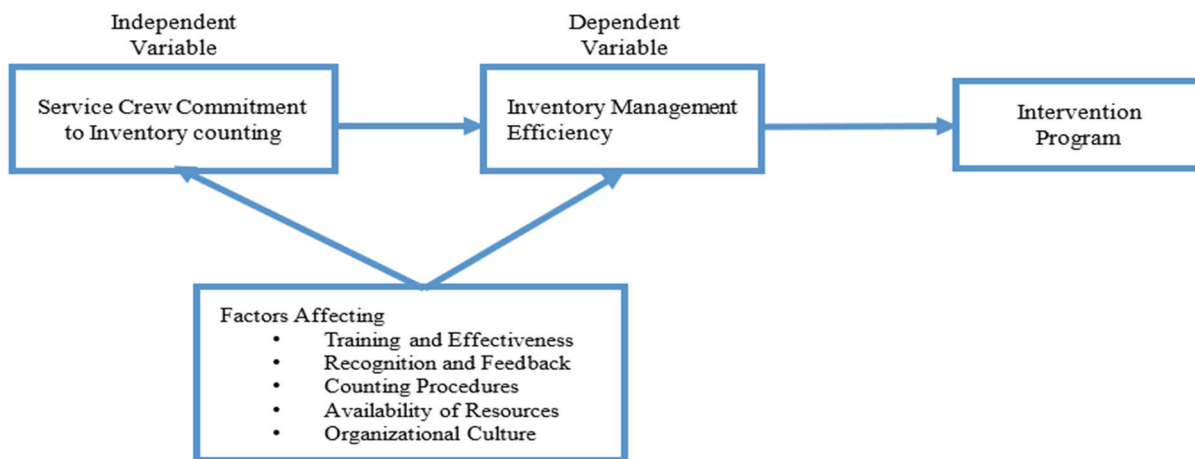 Independent
Variable
Dependent
Variable
Service Crew Commitment
to Inventory counting
Inventory Management
Efficiency
Intervention
Program
Factors Affecting
• Training and Effectiveness
• Recognition and Feedback
• Counting Procedures
• Availability of Resources
• Organizational Culture